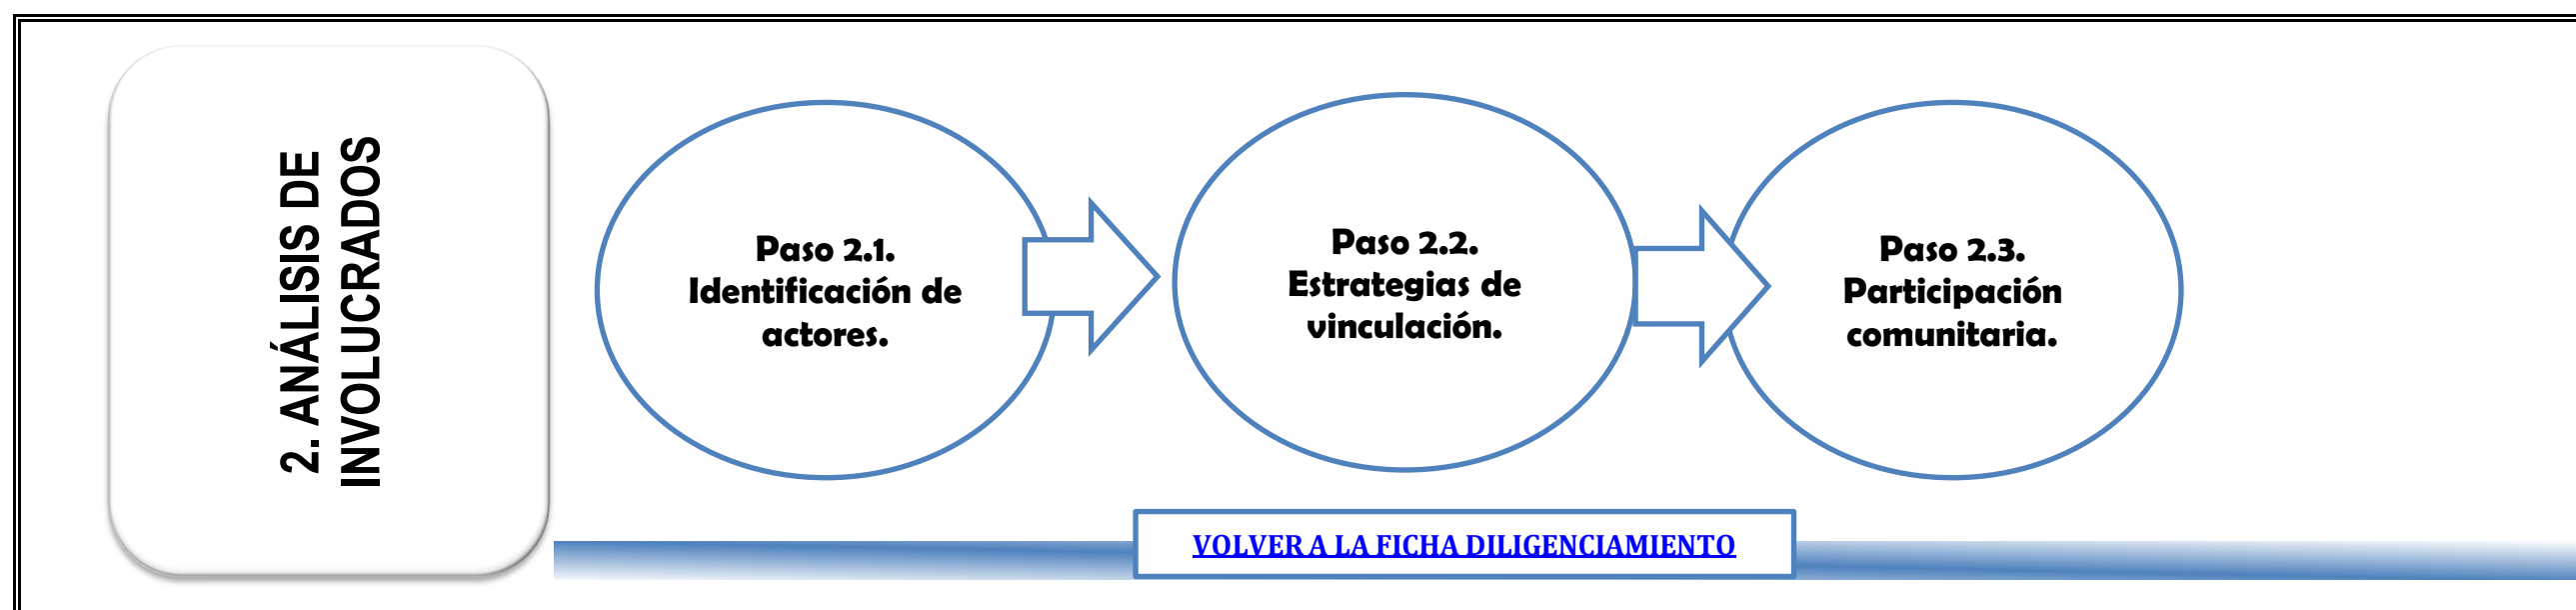 2. ANÁLISIS DE
INVOLUCRADOS
Paso 2.1.
Identificación de
actores.
Paso 2.2.
Estrategias de
vinculación.
Paso 2.3.
Participación
comunitaria.
VOLVER A LA FICHA DILIGENCIAMIENTO